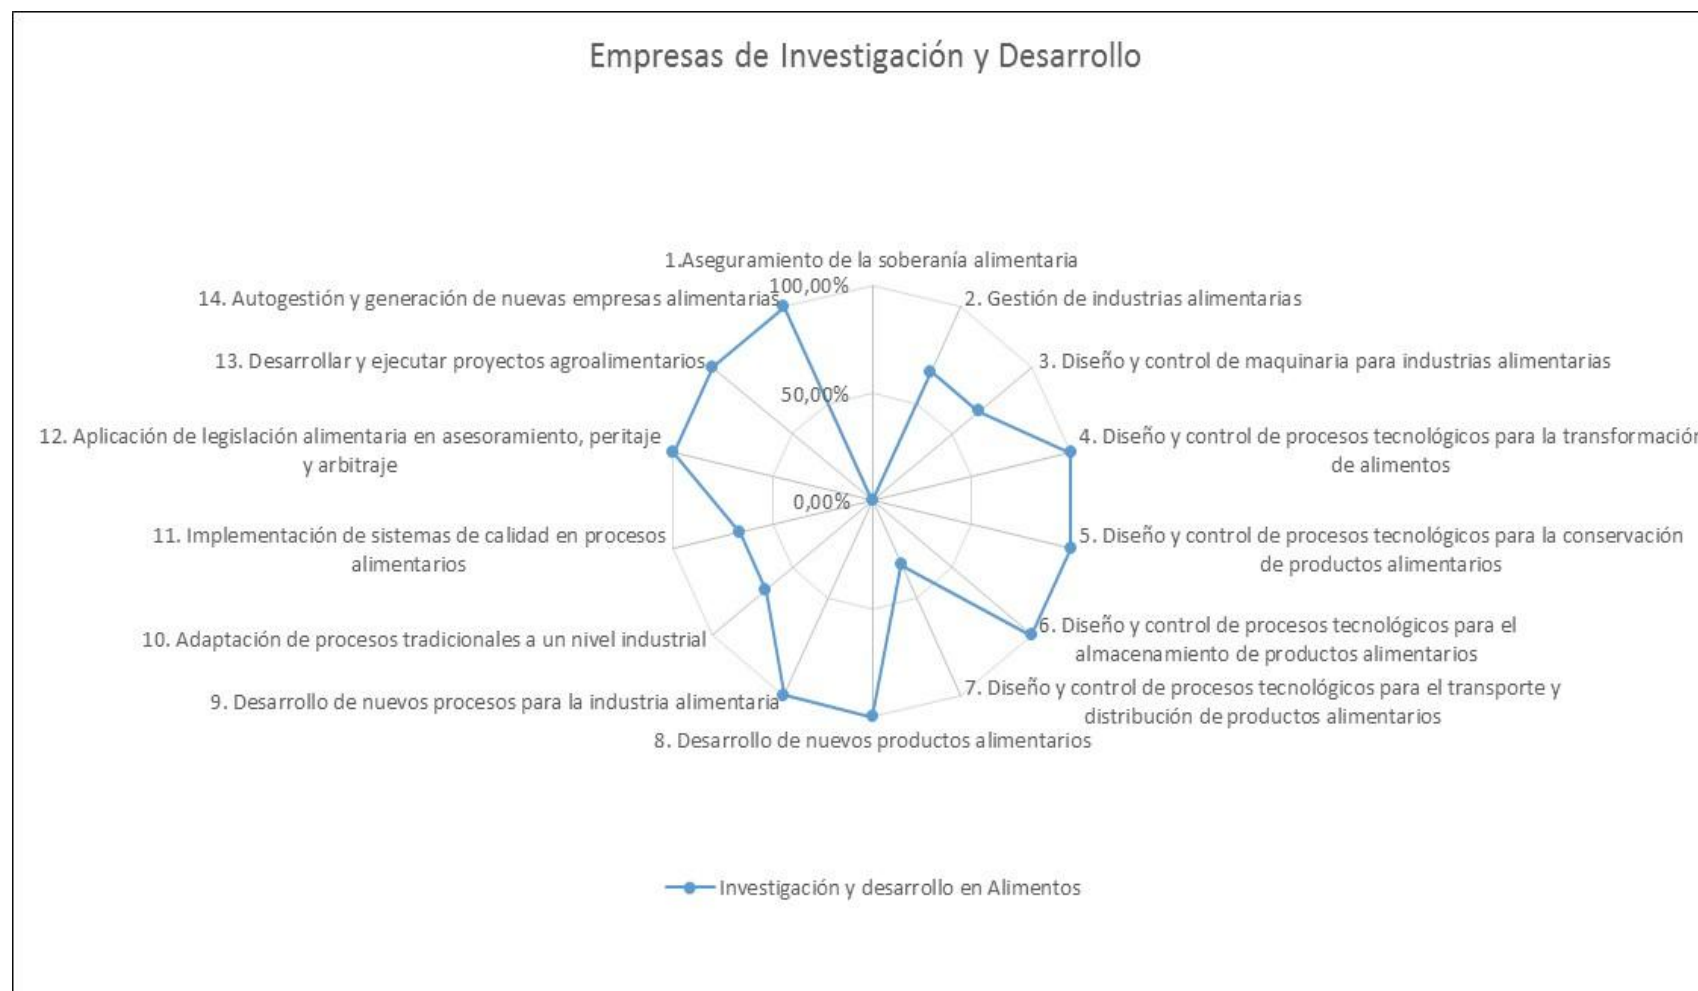 Empresas de Investigación y Desarrollo
1.Aseguramiento de la soberanía alimentaria
100,00%
14. Autogestión y generación de nuevas empresas alimentarias
2. Gestión de industrias alimentarias
13. Desarrollar y ejecutar proyectos agroalimentarios
3. Diseño y control de maquinaria para industrias alimentarias
50,00%
12. Aplicación de legislación alimentaria en asesoramiento, peritaje
y arbitraje
4. Diseño y control de procesos tecnológicos para la transformación
de alimentos
0,00%
11. Implementación de sistemas de calidad en procesos
alimentarios
5. Diseño y control de procesos tecnológicos para la conservación
de productos alimentarios
10. Adaptación de procesos tradicionales a un nivel industrial
6. Diseño y control de procesos tecnológicos para el
almacenamiento de productos alimentarios
9. Desarrollo de nuevos procesos para la industria alimentaria
7. Diseño y control de procesos tecnológicos para el transporte y
distribución de productos alimentarios
8. Desarrollo de nuevos productos alimentarios
Investigación y desarrollo en Alimentos